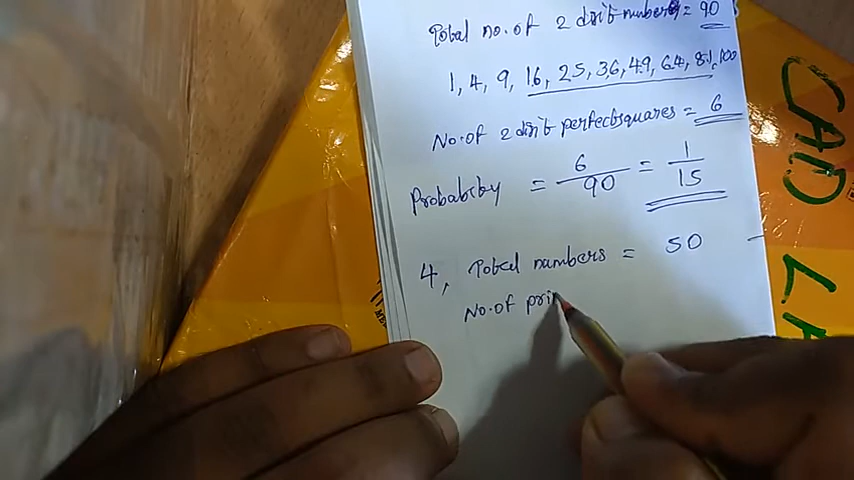 Total no. of 2 digit numbers = 90
1, 4, 9, 16, 25, 36, 49, 64, 81, 100
No. of 2 digit perfect squares = 6
Probability = 6/90 = 1/15
4, Total numbers = 50
No. of pri
CAD